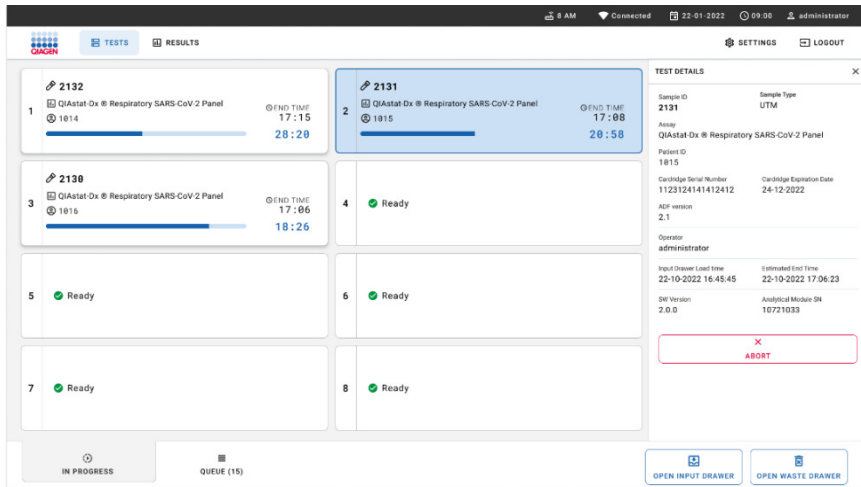 8 AM Connected 22-01-2022 09:00 administrator
QIAGEN TESTS RESULTS SETTINGS LOGOUT
1
2132
QIAstat-Dx ® Respiratory SARS-CoV-2 Panel
1014
END TIME
17:15
28:20
2
2131
QIAstat-Dx ® Respiratory SARS-CoV-2 Panel
1015
END TIME
17:08
20:58
3
2130
QIAstat-Dx ® Respiratory SARS-CoV-2 Panel
1016
END TIME
17:06
18:26
4 Ready
5 Ready
6 Ready
7 Ready
8 Ready
TEST DETAILS
Sample ID Sample Type
2131 UTM
Assay
QIAstat-Dx ® Respiratory SARS-CoV-2 Panel
Patient ID
1015
Cardridge Serial Number Cardridge Expiration Date
1123124141412412 24-12-2022
ADF version
2.1
Operator
administrator
Input Drawer Load time Estimated End Time
22-10-2022 16:45:45 22-10-2022 17:06:23
SW Version Analytical Module SN
2.0.0 10721033
ABORT
IN PROGRESS QUEUE (15)
OPEN INPUT DRAWER OPEN WASTE DRAWER